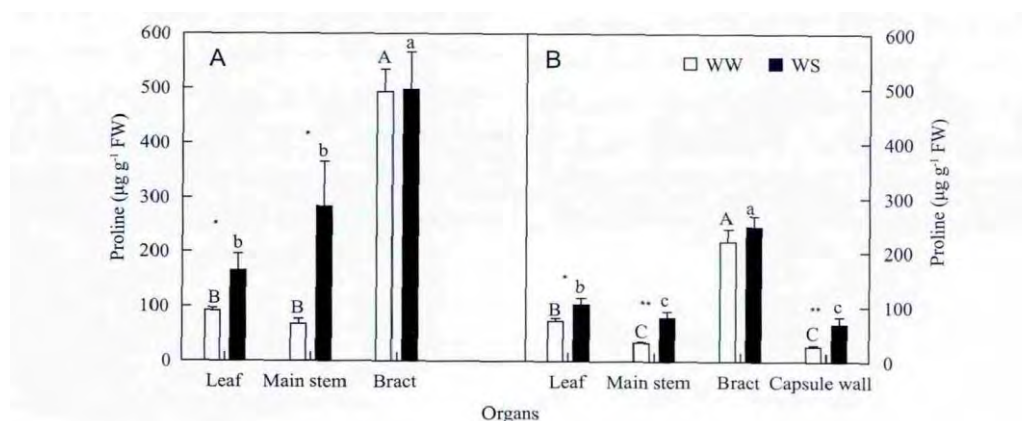 600
500
400
300
200
100
0
Proline (µg g⁻¹ FW)
A
B
*
b
*
b
A
a
Leaf
Main stem
Bract
B
WW
WS
B
*
b
C
**
c
A
a
C
**
c
Leaf
Main stem
Bract
Capsule wall
600
500
400
300
200
100
0
Proline (µg g⁻¹ FW)
Organs